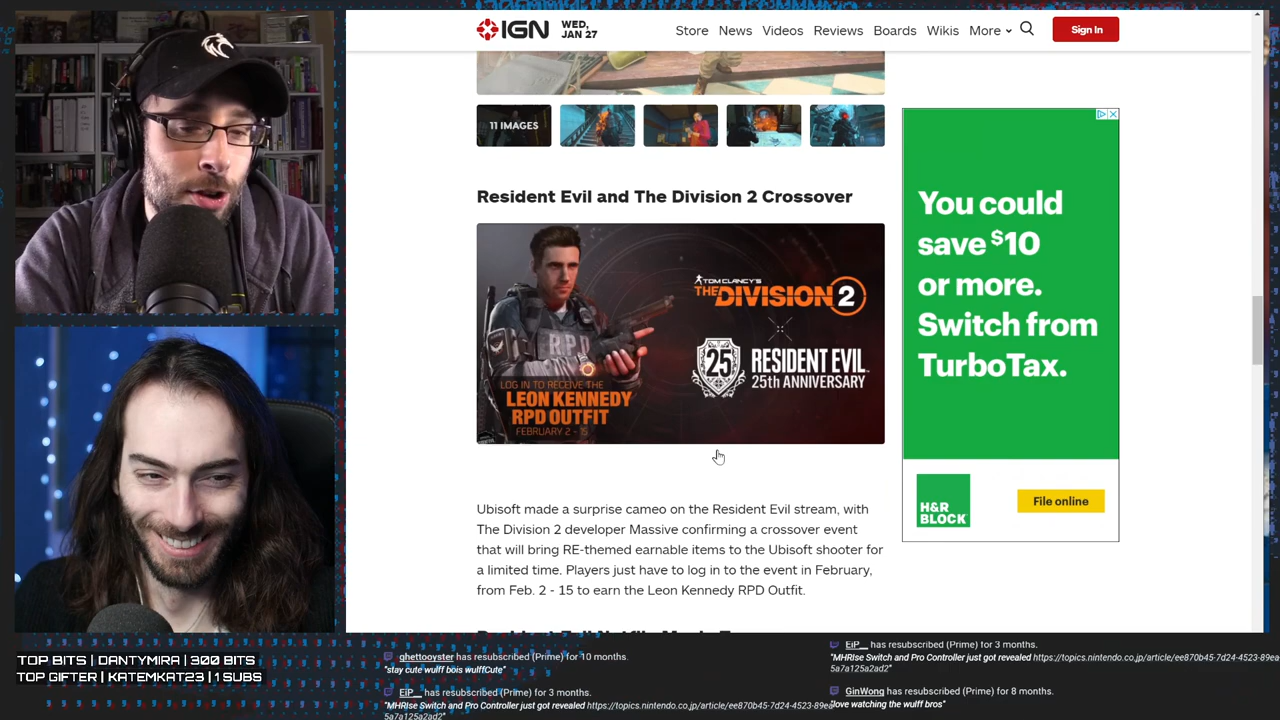 IGN
WED,
JAN 27
Store
News
Videos
Reviews
Boards
Wikis
More
Sign In
11 IMAGES
Resident Evil and The Division 2 Crossover
TOM CLANCY'S
THE DIVISION 2
25
RESIDENT EVIL
25th ANNIVERSARY
RPD
LOG IN TO RECEIVE THE
LEON KENNEDY
RPD OUTFIT
FEBRUARY 2 - 15
Ubisoft made a surprise cameo on the Resident Evil stream, with
The Division 2 developer Massive confirming a crossover event
that will bring RE-themed earnable items to the Ubisoft shooter for
a limited time. Players just have to log in to the event in February,
from Feb. 2 - 15 to earn the Leon Kennedy RPD Outfit.
You could
save $10
or more.
Switch from
TurboTax.
H&R
BLOCK
File online
TOP BITS | DANTYMIRA | 300 BITS
TOP GIFTER | KATEMKAT23 | 1 SUBS
ghettooyster has resubscribed (Prime) for 10 months.
"stay cute wulff bois wulffCute"
EiP__ has resubscribed (Prime) for 3 months.
"MHRIse Switch and Pro Controller just got revealed https://topics.nintendo.co.jp/article/ee870b45-7d24-4523-89ea-
5a7a125a2ad2"
EiP__ has resubscribed (Prime) for 3 months.
"MHRIse Switch and Pro Controller just got revealed https://topics.nintendo.co.jp/article/ee870b45-7d24-4523-89ea-
5a7a125a2ad2"
GinWong has resubscribed (Prime) for 8 months.
"love watching the wulff bros"